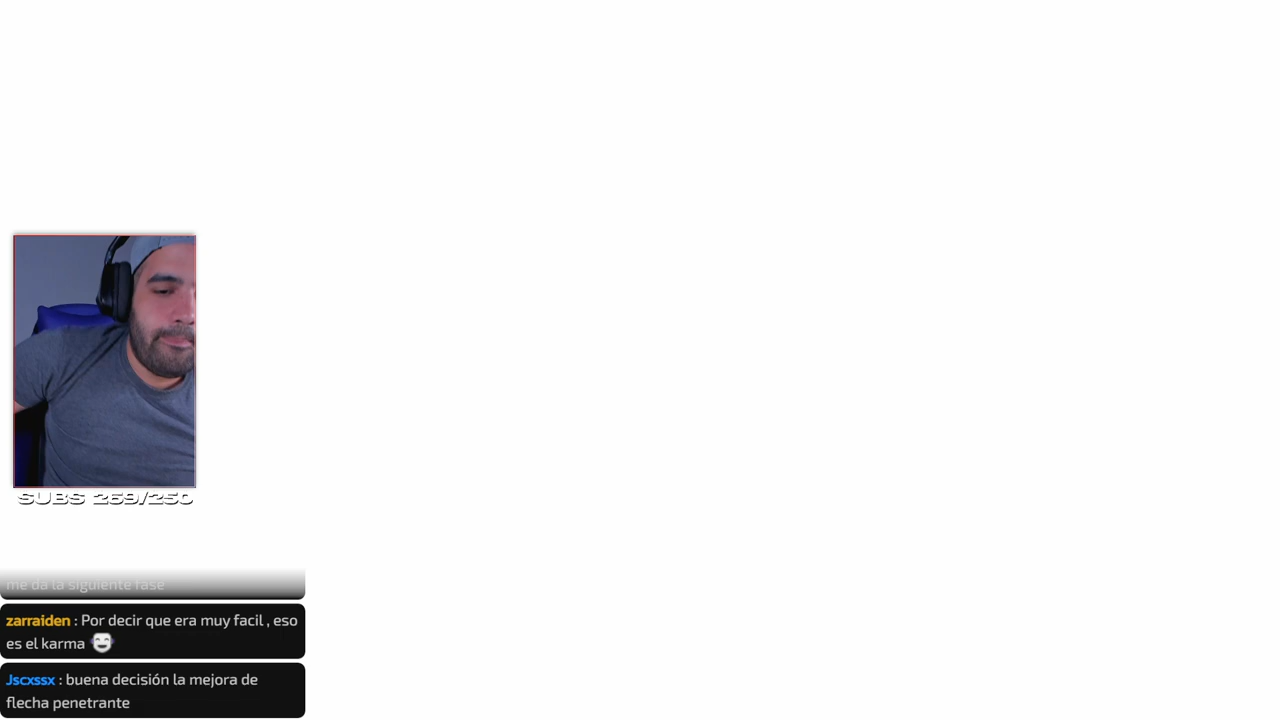 SUBS 269/250
me da la siguiente fase
zarraiden : Por decir que era muy facil , eso
es el karma
Jscxssx : buena decisión la mejora de
flecha penetrante